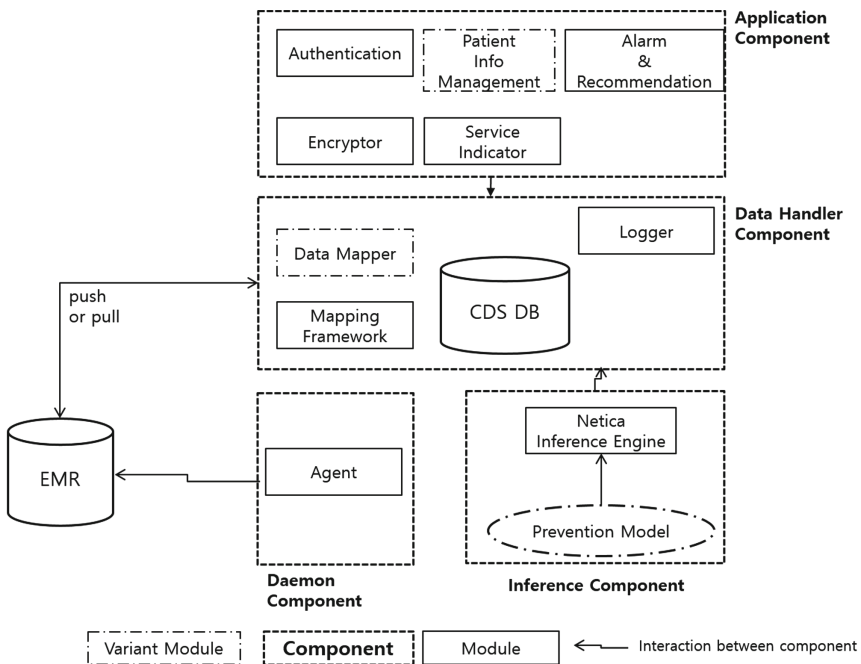 Application
Component
Authentication
Patient
Info
Management
Alarm
&
Recommendation
Encryptor
Service
Indicator
Data Handler
Component
Logger
Data Mapper
CDS DB
Mapping
Framework
push
or pull
EMR
Agent
Daemon
Component
Netica
Inference Engine
Prevention Model
Inference Component
Variant Module
Component
Module
Interaction between component